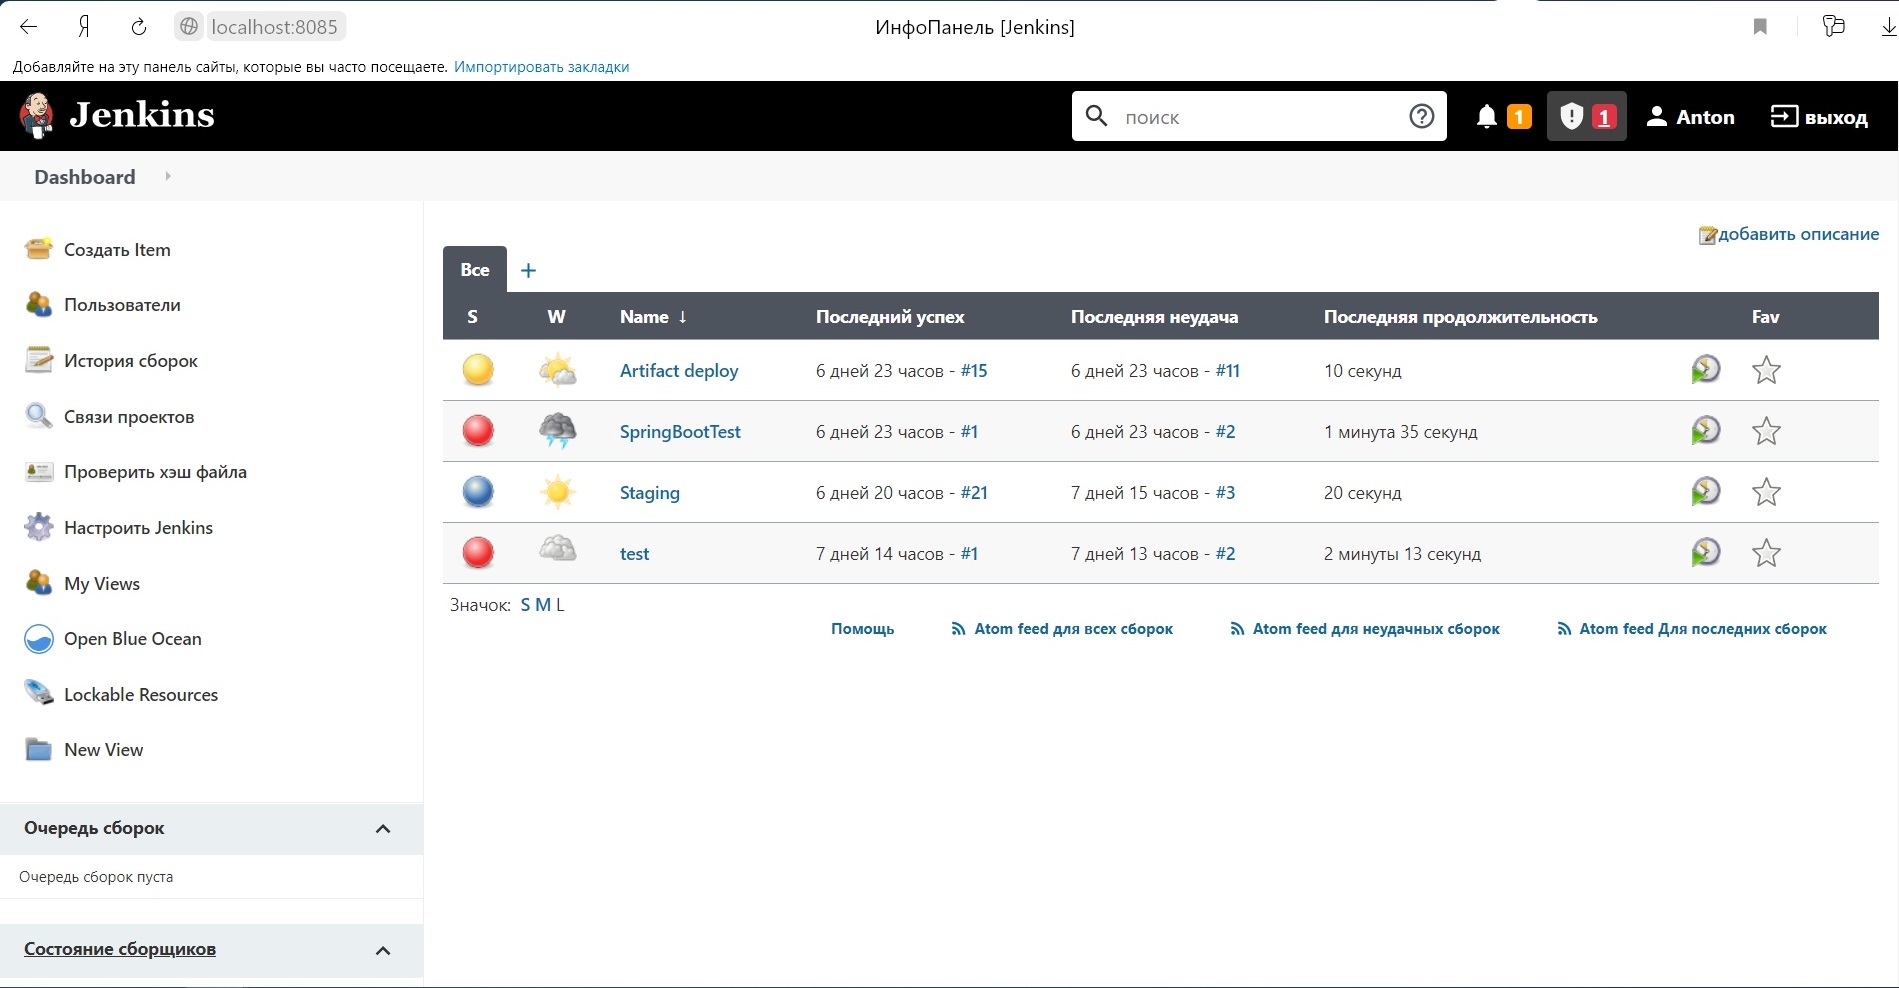 Я localhost:8085 ИнфоПанель [Jenkins]
Добавляйте на эту панель сайты, которые вы часто посещаете. Импортировать закладки
Jenkins поиск 1 1 Anton выход
Dashboard
Создать Item
Пользователи
История сборок
Связи проектов
Проверить хэш файла
Настроить Jenkins
My Views
Open Blue Ocean
Lockable Resources
New View
Очередь сборок
Очередь сборок пуста
Состояние сборщиков
добавить описание
Все +
S W Name ↓ Последний успех Последняя неудача Последняя продолжительность Fav
Artifact deploy 6 дней 23 часов - #15 6 дней 23 часов - #11 10 секунд
SpringBootTest 6 дней 23 часов - #1 6 дней 23 часов - #2 1 минута 35 секунд
Staging 6 дней 20 часов - #21 7 дней 15 часов - #3 20 секунд
test 7 дней 14 часов - #1 7 дней 13 часов - #2 2 минуты 13 секунд
Значок: S M L
Помощь Atom feed для всех сборок Atom feed для неудачных сборок Atom feed Для последних сборок